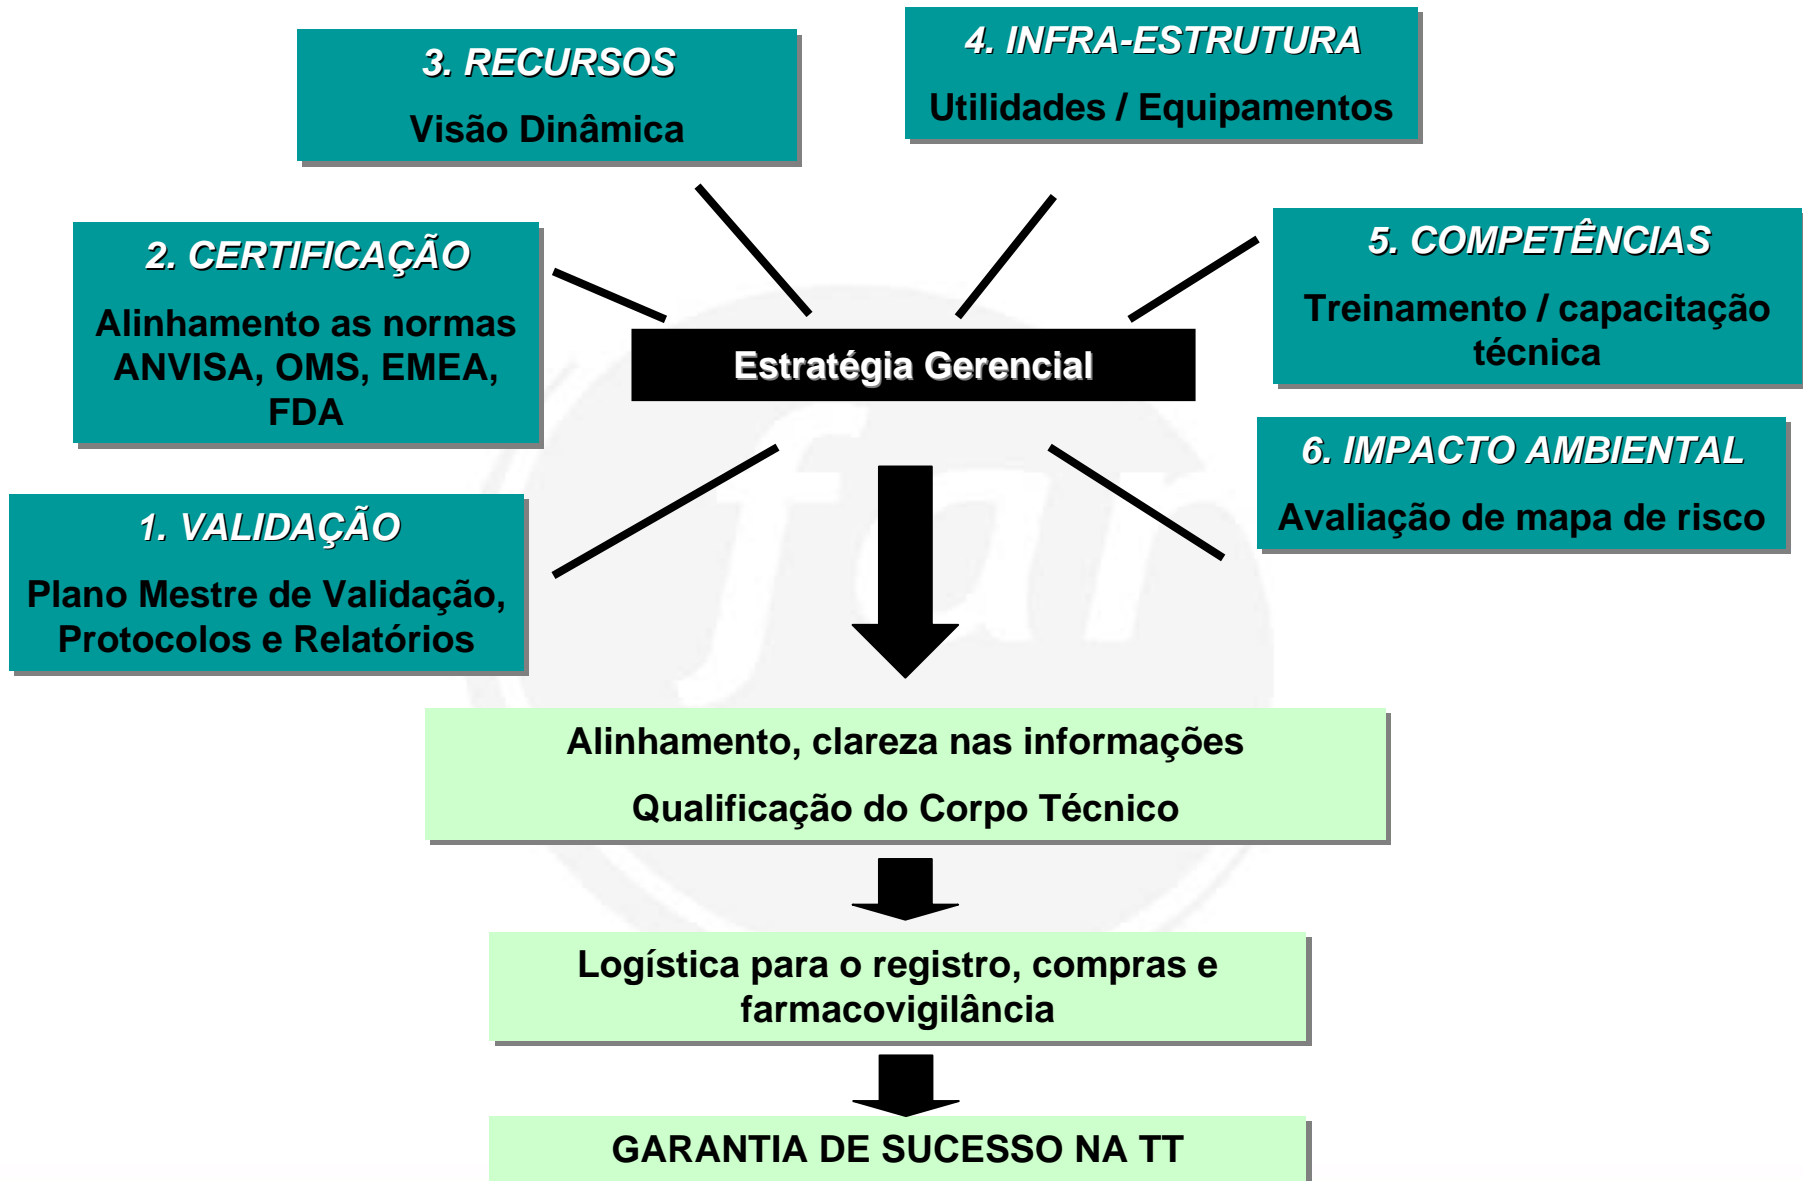 3. RECURSOS
Visão Dinâmica
4. INFRA-ESTRUTURA
Utilidades / Equipamentos
2. CERTIFICAÇÃO
Alinhamento as normas
ANVISA, OMS, EMEA,
FDA
5. COMPETÊNCIAS
Treinamento / capacitação
técnica
Estratégia Gerencial
1. VALIDAÇÃO
Plano Mestre de Validação,
Protocolos e Relatórios
6. IMPACTO AMBIENTAL
Avaliação de mapa de risco
far
Alinhamento, clareza nas informações
Qualificação do Corpo Técnico
Logística para o registro, compras e
farmacovigilância
GARANTIA DE SUCESSO NA TT